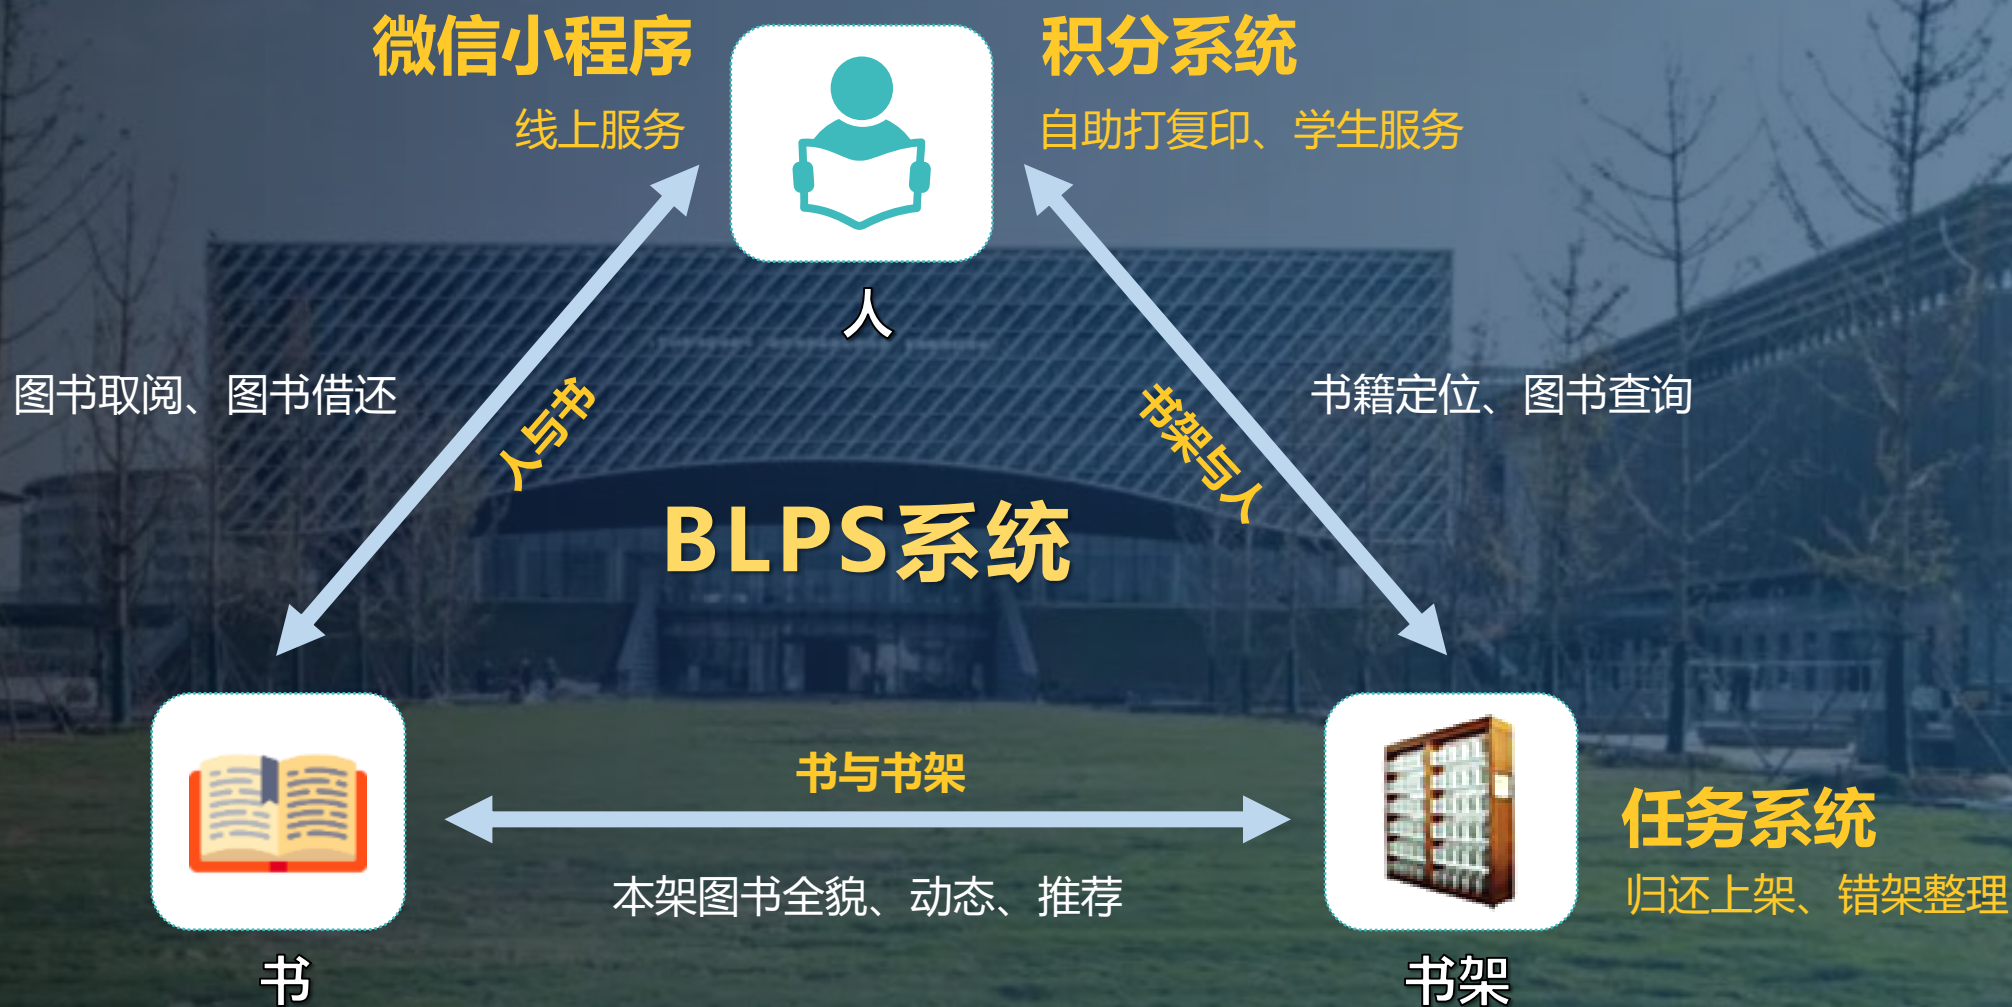 微信小程序
积分系统
线上服务
自助打复印、学生服务
人
图书取阅、图书借还
人与书
书架与人
书籍定位、图书查询
BLPS系统
书与书架
本架图书全貌、动态、推荐
任务系统
归还上架、错架整理
书
书架